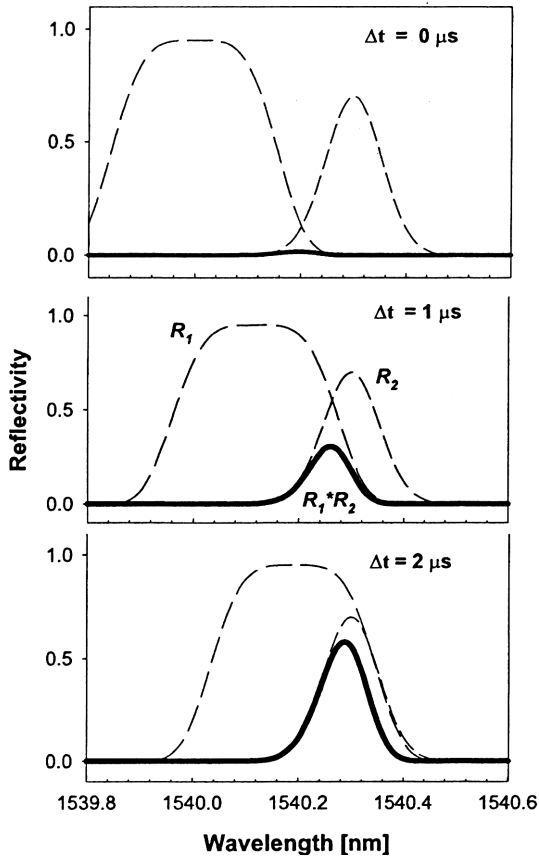 Δt = 0 μs
1.0
0.5
0.0
Δt = 1 μs
1.0
R₁
R₂
0.5
0.0
R₁*R₂
Reflectivity
Δt = 2 μs
1.0
0.5
0.0
1539.8 1540.0 1540.2 1540.4 1540.6
Wavelength [nm]